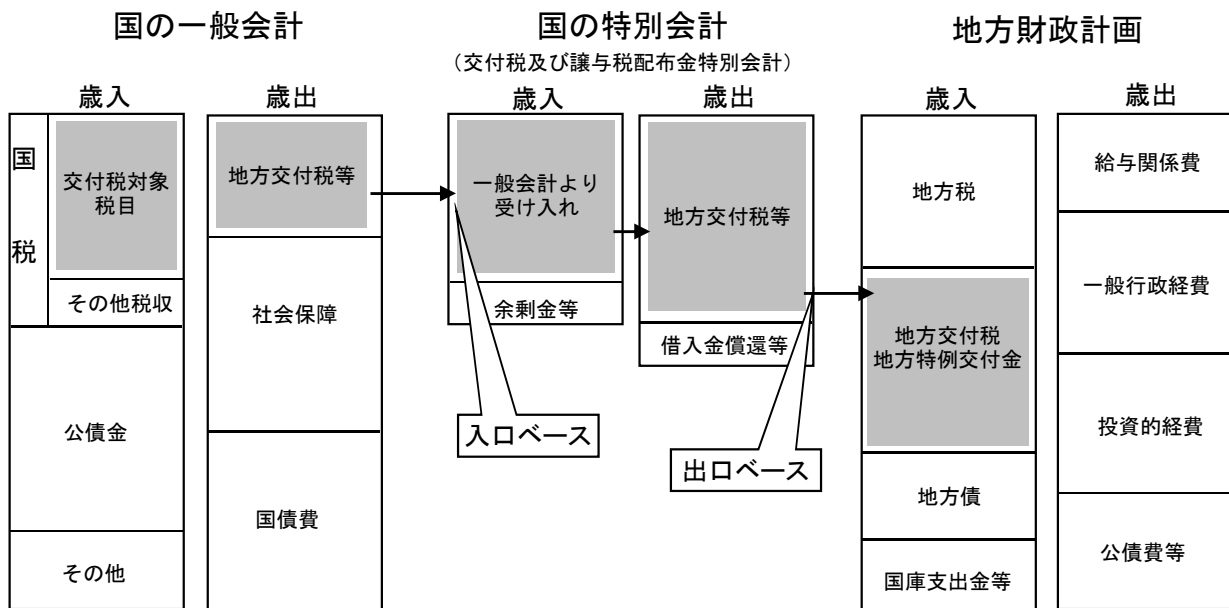 国の一般会計
国の特別会計
(交付税及び譲与税配布金特別会計)
地方財政計画
歳入
国税
交付税対象
税目
その他税収
公債金
その他
歳出
地方交付税等
社会保障
国債費
歳入
一般会計より
受け入れ
余剰金等
入口ベース
歳出
地方交付税等
借入金償還等
出口ベース
歳入
地方税
地方交付税
地方特例交付金
地方債
国庫支出金等
歳出
給与関係費
一般行政経費
投資的経費
公債費等